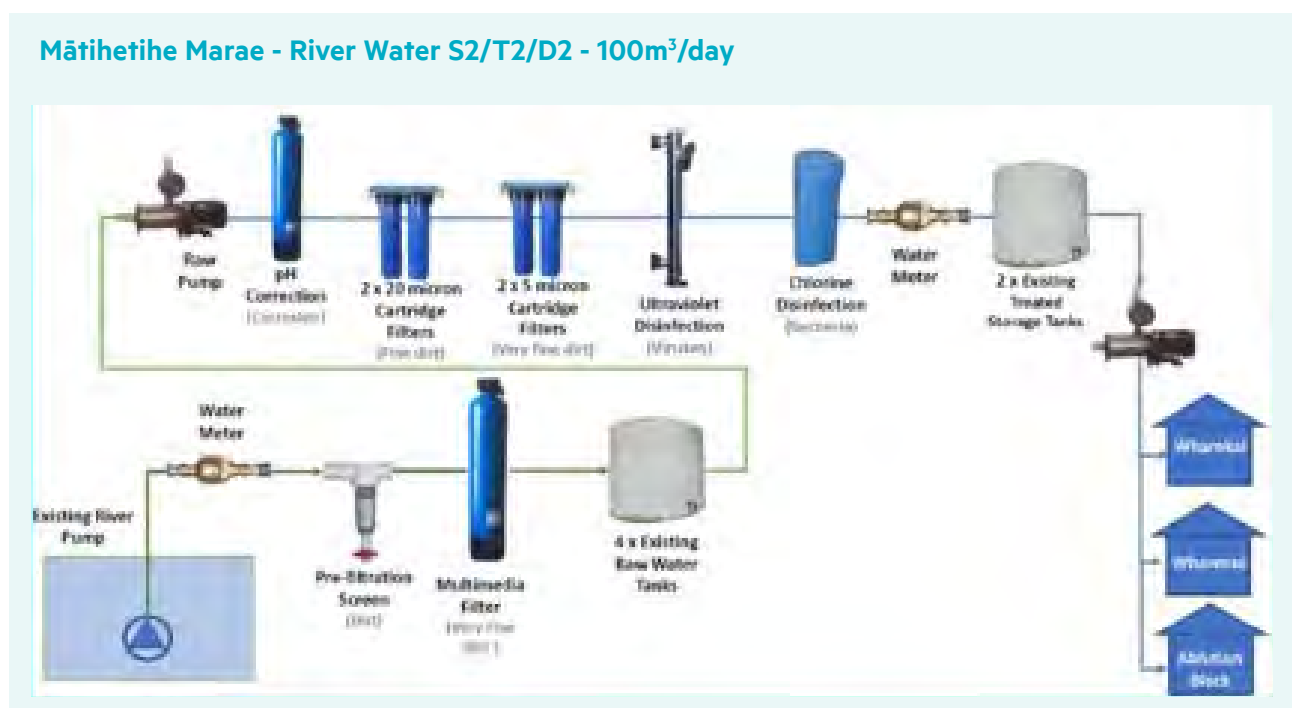 Mātihetihe Marae - River Water S2/T2/D2 - 100m³/day
Raw
Pump
pH
Correction
(Corrosion)
2 x 20 micron
Cartridge
Filters
(Fine dirt)
2 x 5 micron
Cartridge
Filters
(Very fine dirt)
Ultraviolet
Disinfection
(Viruses)
Chlorine
Disinfection
(Bacteria)
Water
Meter
2 x Existing
Treated
Storage Tanks
Water
Meter
Existing River
Pump
Pre-filtration
Screen
(Dirt)
Multimedia
Filter
(Very Fine
Dirt)
4 x Existing
Raw Water
Tanks
Ablution
Block